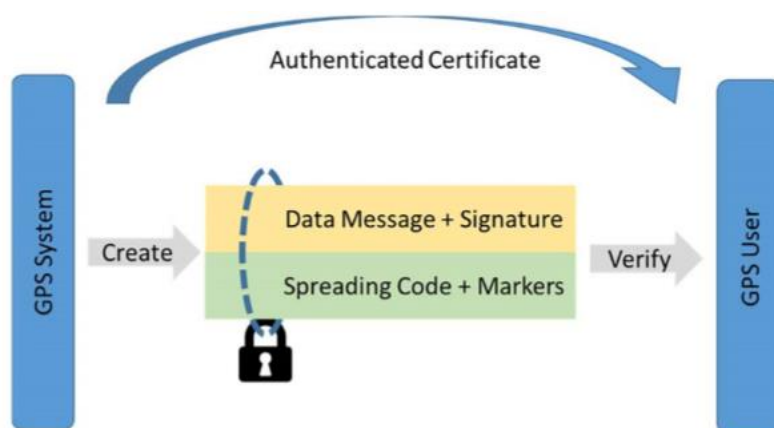 Authenticated Certificate
GPS System
Create
Data Message + Signature
Spreading Code + Markers
Verify
GPS User